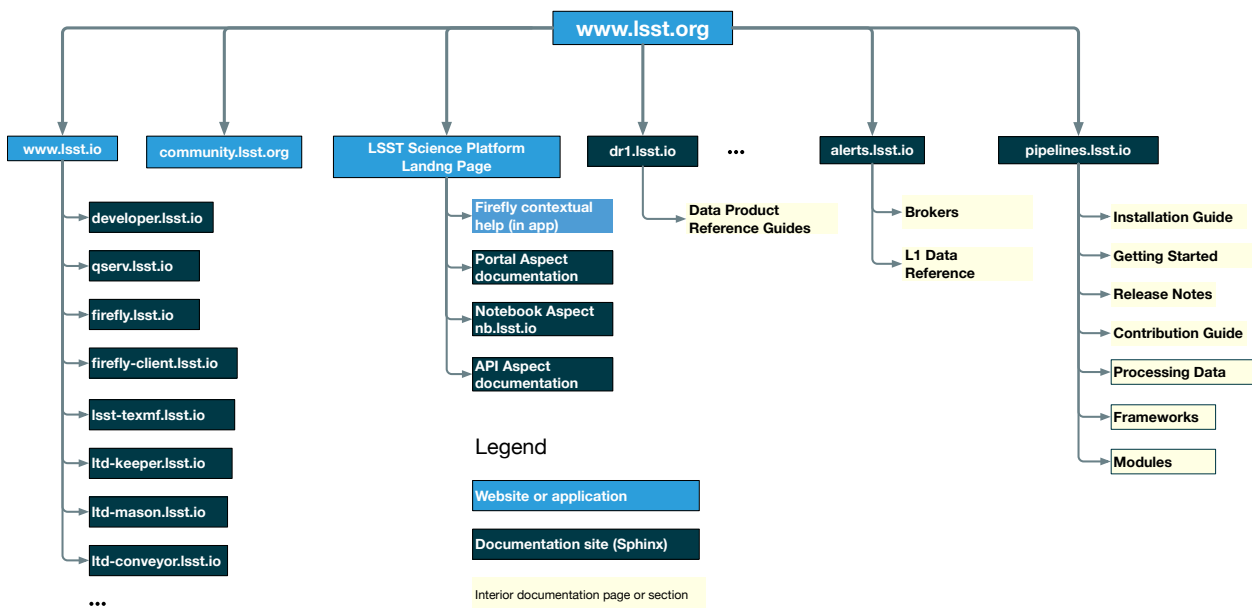 www.lsst.org
www.lsst.io
community.lsst.org
LSST Science Platform
Landng Page
dr1.lsst.io
...
alerts.lsst.io
pipelines.lsst.io
developer.lsst.io
qserv.lsst.io
firefly.lsst.io
firefly-client.lsst.io
lsst-texmf.lsst.io
ltd-keeper.lsst.io
ltd-mason.lsst.io
ltd-conveyor.lsst.io
...
Firefly contextual
help (in app)
Portal Aspect
documentation
Notebook Aspect
nb.lsst.io
API Aspect
documentation
Data Product
Reference Guides
Brokers
L1 Data
Reference
Installation Guide
Getting Started
Release Notes
Contribution Guide
Processing Data
Frameworks
Modules
Legend
Website or application
Documentation site (Sphinx)
Interior documentation page or section